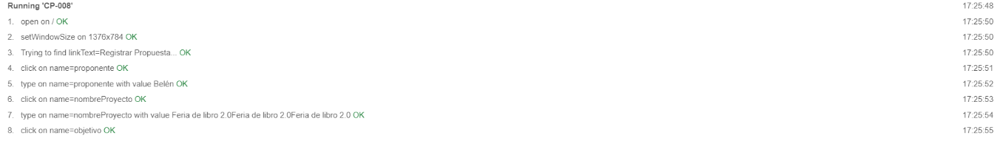 Running 'CP-008' 17:25:48
1. open on / OK 17:25:50
2. setWindowSize on 1376x784 OK 17:25:50
3. Trying to find linkText=Registrar Propuesta... OK 17:25:50
4. click on name=proponente OK 17:25:51
5. type on name=proponente with value Belén OK 17:25:52
6. click on name=nombreProyecto OK 17:25:53
7. type on name=nombreProyecto with value Feria de libro 2.0Feria de libro 2.0Feria de libro 2.0 OK 17:25:54
8. click on name=objetivo OK 17:25:55